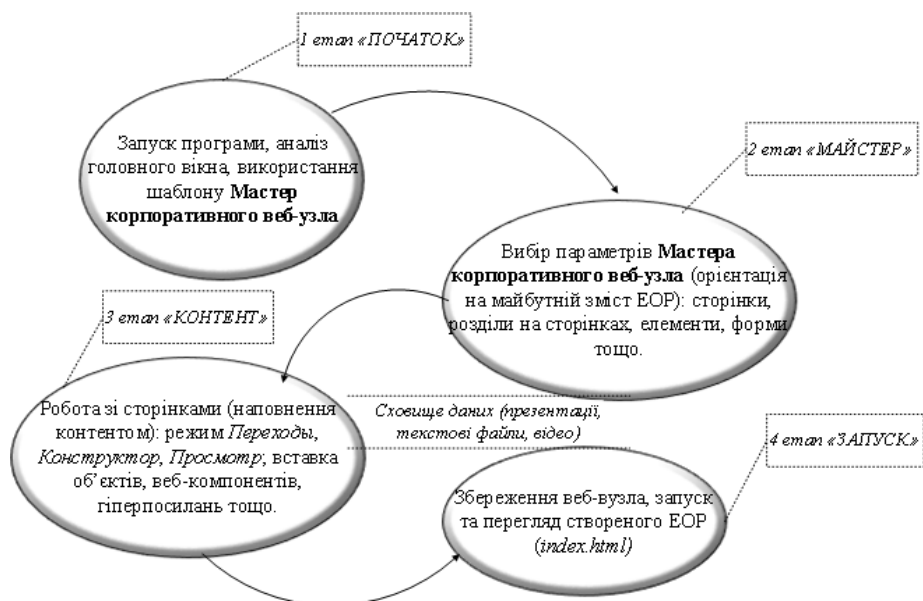 1 етап «ПОЧАТОК»
Запуск програми, аналіз
головного вікна, використання
шаблону Мастер
корпоративного веб-узла
2 етап «МАЙСТЕР»
Вибір параметрів Мастера
корпоративного веб-узла (орієнтація
на майбутній зміст ЕОР): сторінки,
розділи на сторінках, елементи, форми
тощо.
3 етап «КОНТЕНТ»
Робота зі сторінками (наповнення
контентом): режим Переходы,
Конструктор, Просмотр; вставка
об’єктів, веб-компонентів,
гіперпосилань тощо.
Сховище даних (презентації,
текстові файли, відео)
4 етап «ЗАПУСК»
Збереження веб-вузла, запуск
та перегляд створеного ЕОР
(index.html)